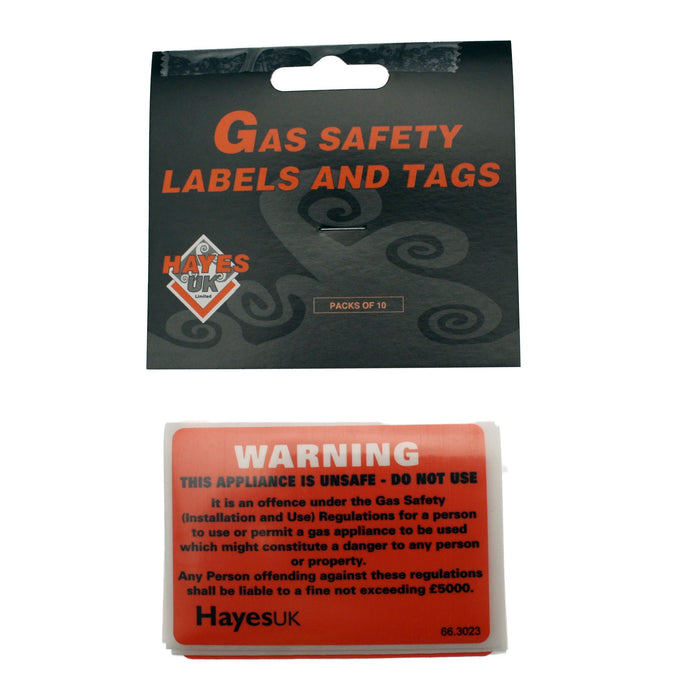 GAS SAFETY
LABELS AND TAGS
HAYES
UK
Limited
PACKS OF 10
WARNING
THIS APPLIANCE IS UNSAFE - DO NOT USE
It is an offence under the Gas Safety
(Installation and Use) Regulations for a person
to use or permit a gas appliance to be used
which might constitute a danger to any person
or property.
Any Person offending against these regulations
shall be liable to a fine not exceeding £5000.
HayesUK
66.3023